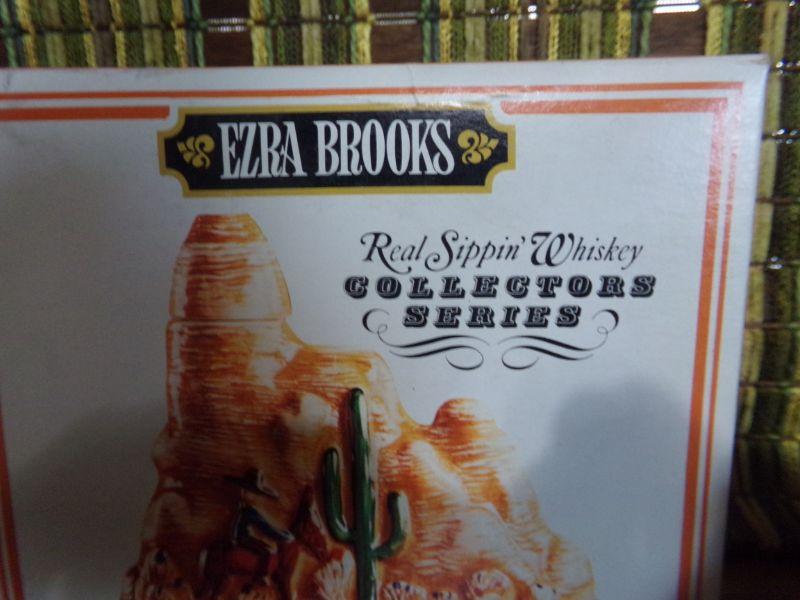 EZRA BROOKS
Real Sippin' Whiskey
COLLECTORS
SERIES